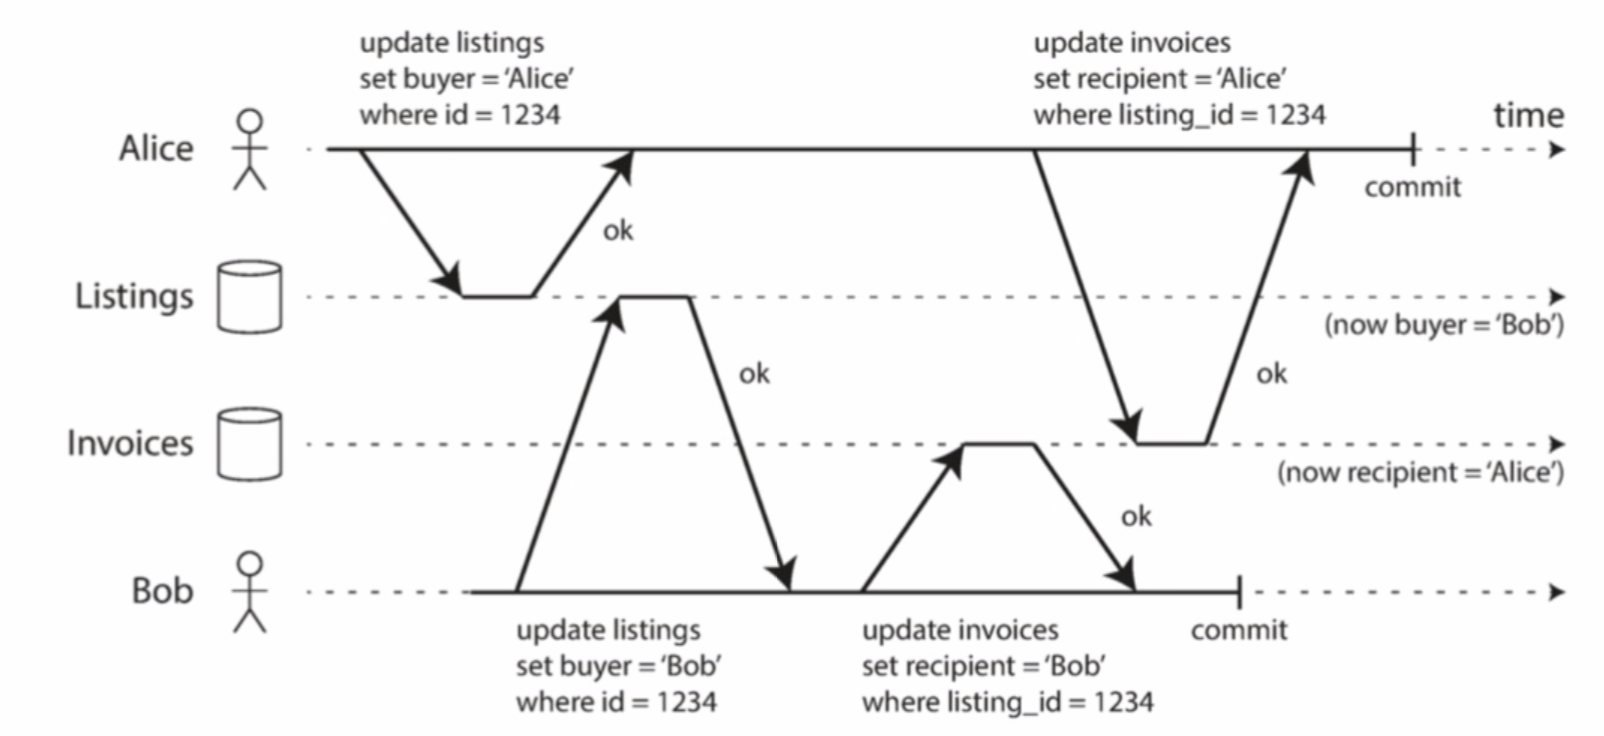 update listings
set buyer = ‘Alice’
where id = 1234
update invoices
set recipient = ‘Alice’
where listing_id = 1234
time
Alice
commit
ok
Listings
(now buyer = ‘Bob’)
ok
ok
Invoices
(now recipient = ‘Alice’)
ok
Bob
update listings
set buyer = ‘Bob’
where id = 1234
update invoices
set recipient = ‘Bob’
where listing_id = 1234
commit